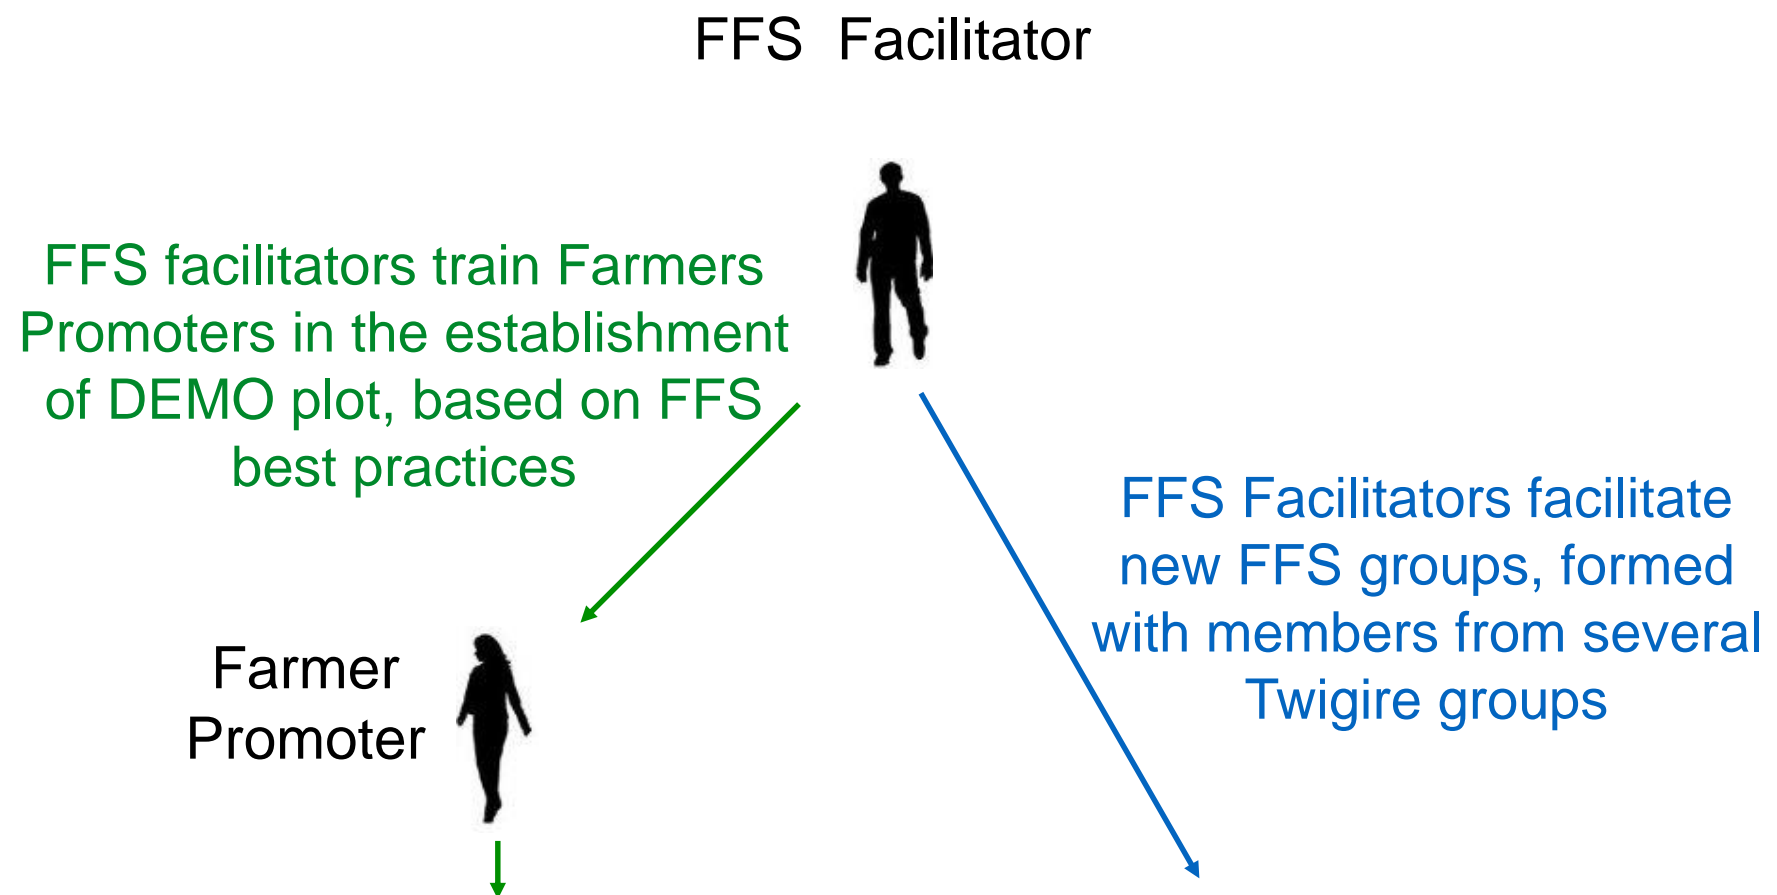 FFS Facilitator
FFS facilitators train Farmers
Promoters in the establishment
of DEMO plot, based on FFS
best practices
FFS Facilitators facilitate
new FFS groups, formed
with members from several
Twigire groups
Farmer
Promoter